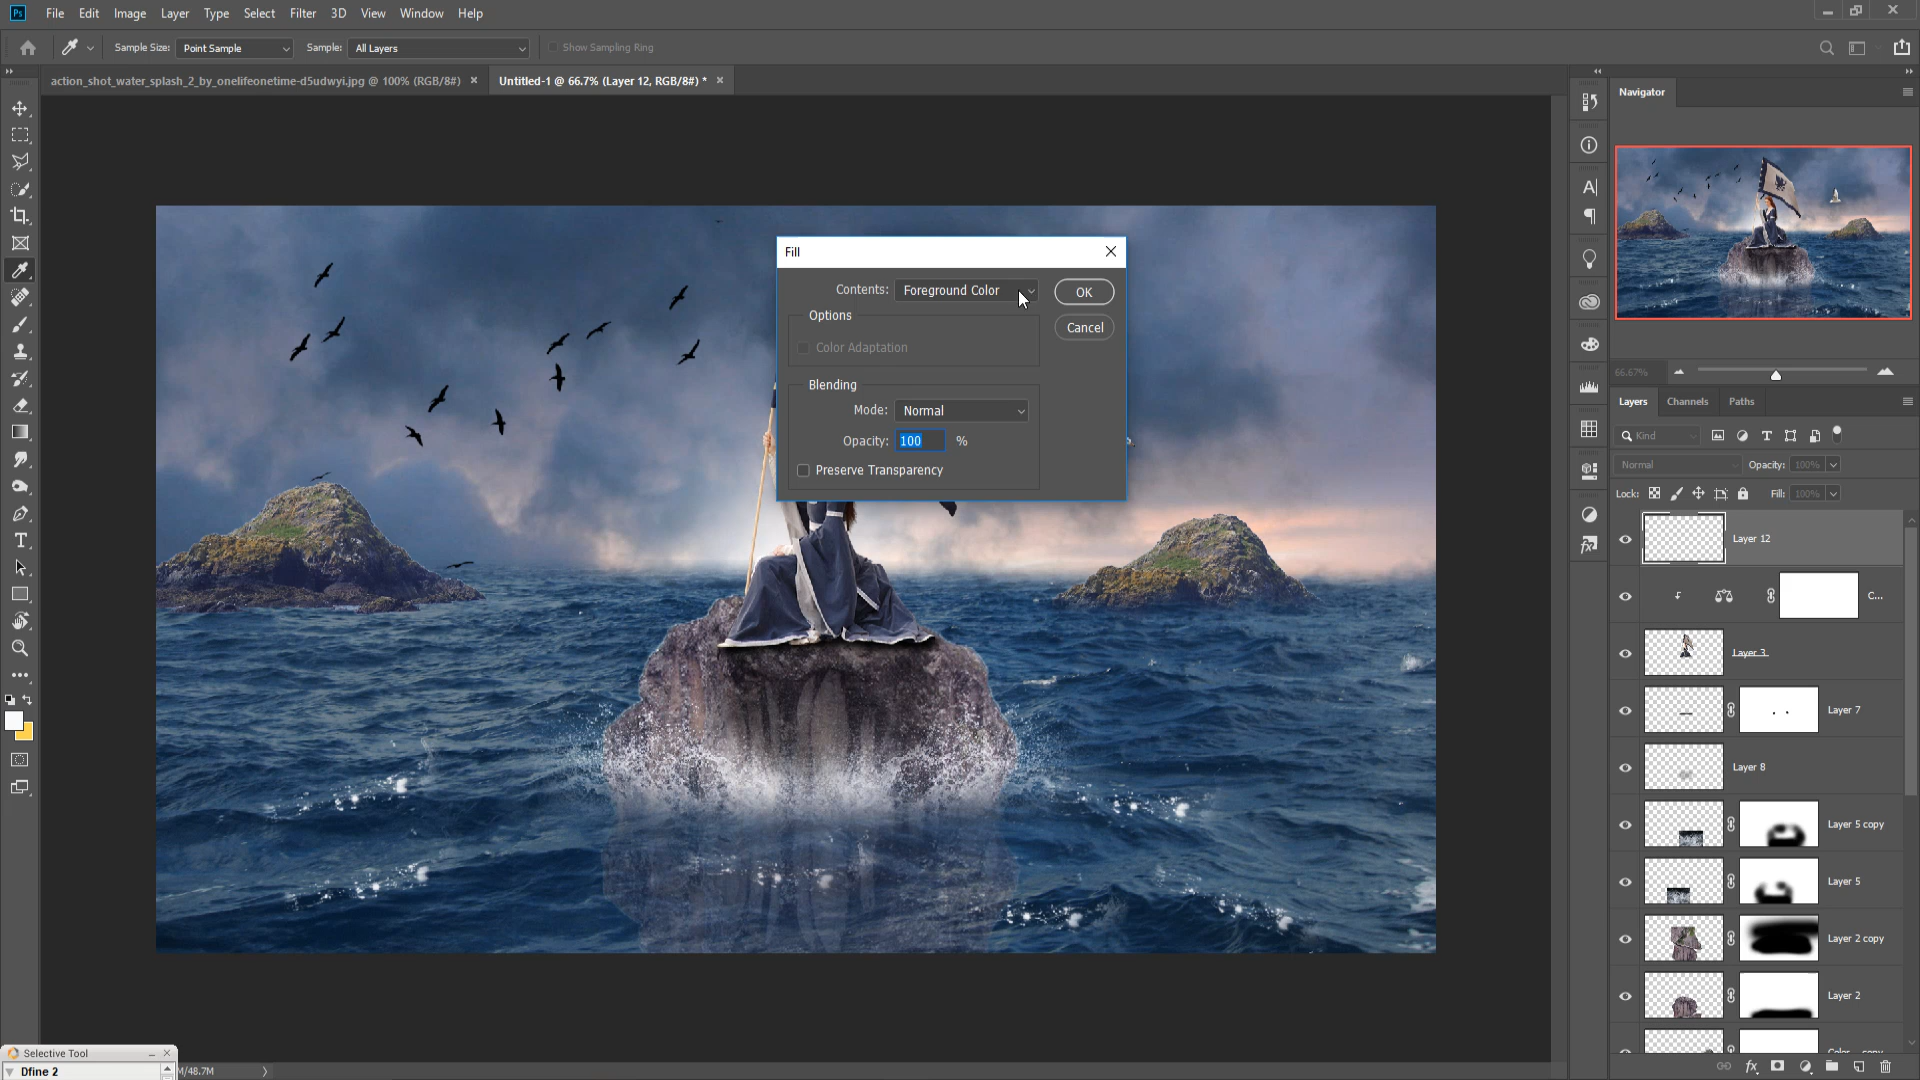 Ps File Edit Image Layer Type Select Filter 3D View Window Help
Sample Size: Point Sample Sample: All Layers Show Sampling Ring
action_shot_water_splash_2_by_onelifeonetime-d5udwyi.jpg @ 100% (RGB/8#) × Untitled-1 @ 66.7% (Layer 12, RGB/8#) * ×
Navigator
Fill
Contents: Foreground Color
OK
Options
Cancel
Color Adaptation
Blending
Mode: Normal
Opacity: 100 %
Preserve Transparency
66.67%
Layers Channels Paths
Kind
Normal Opacity: 100%
Lock: Fill: 100%
Layer 12
C...
Layer 3
Layer 7
Layer 8
Layer 5 copy
Layer 5
Layer 2 copy
Layer 2
Selective Tool
Dfine 2
M/48.7M